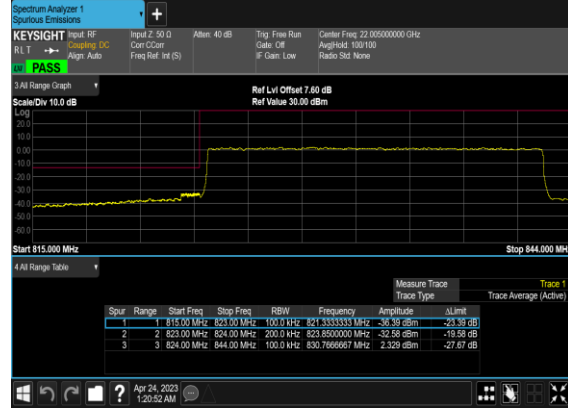 Spectrum Analyzer 1
Spurious Emissions
+
KEYSIGHT Input: RF Input Z: 50 Ω Atten: 40 dB Trig: Free Run Center Freq: 22.005000000 GHz
RLT Coupling: DC Corr CCorr Gate: Off Avg|Hold: 100/100
Align: Auto Freq Ref: Int (S) IF Gain: Low Radio Std: None
PASS
3 All Range Graph
Ref Lvl Offset 7.60 dB
Scale/Div 10.0 dB Ref Value 30.00 dBm
Log
20.0
10.0
0.00
-10.0
-20.0
-30.0
-40.0
-50.0
-60.0
Start 815.000 MHz Stop 844.000 MH
4 All Range Table
Measure Trace Trace 1
Trace Type Trace Average (Active)
Spur Range Start Freq Stop Freq RBW Frequency Amplitude ΔLimit
1 1 815.00 MHz 823.00 MHz 100.0 kHz 821.3333333 MHz -36.39 dBm -23.39 dB
2 2 823.00 MHz 824.00 MHz 200.0 kHz 823.8500000 MHz -32.58 dBm -19.58 dB
3 3 824.00 MHz 844.00 MHz 100.0 kHz 830.7666667 MHz 2.329 dBm -27.67 dB
? Apr 24, 2023
1:20:52 AM